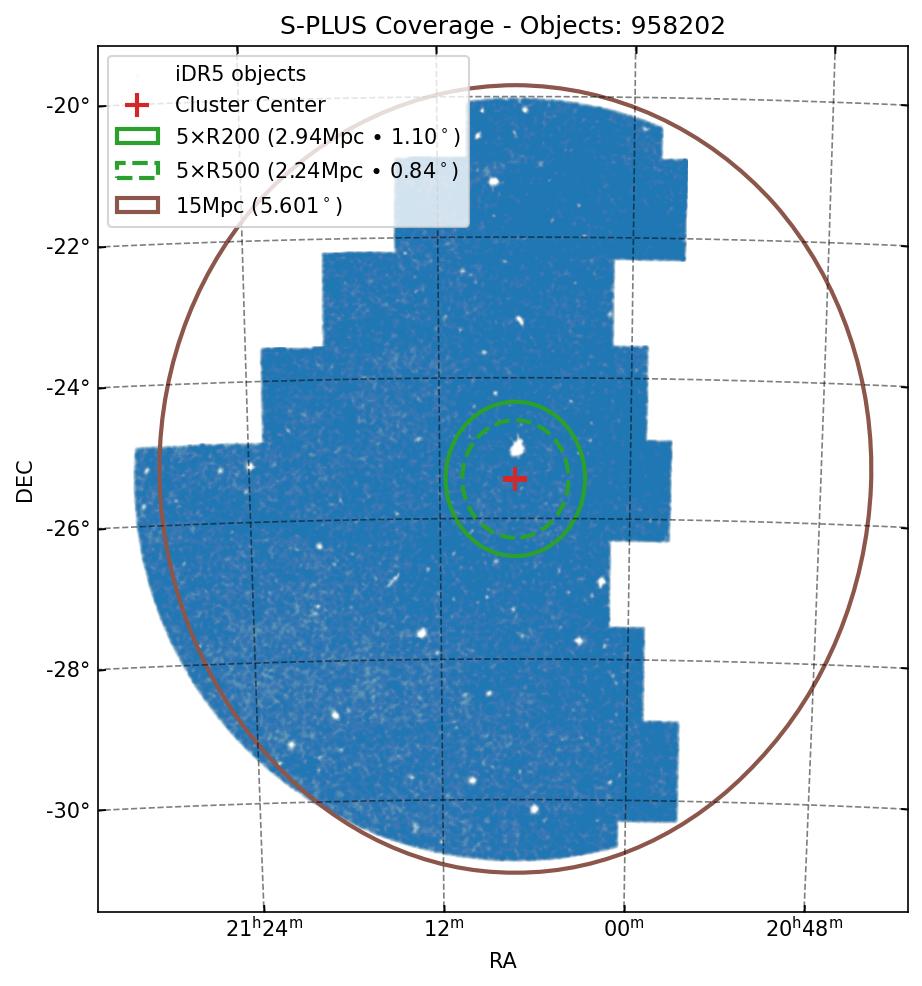 S-PLUS Coverage - Objects: 958202
iDR5 objects
Cluster Center
5×R200 (2.94Mpc • 1.10°)
5×R500 (2.24Mpc • 0.84°)
15Mpc (5.601°)
-20°
-22°
-24°
-26°
-28°
-30°
DEC
21ʰ24ᵐ
12ᵐ
00ᵐ
20ʰ48ᵐ
RA